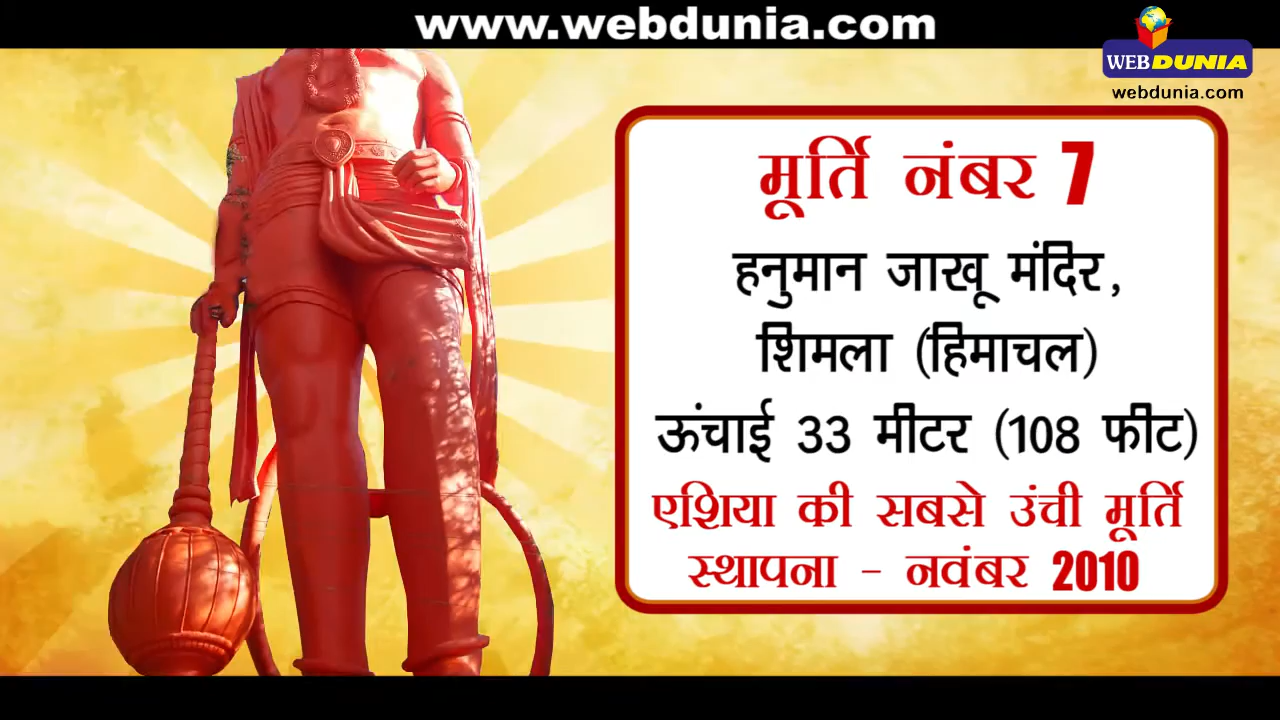 www.webdunia.com
WEBDUNIA
webdunia.com
मूर्ति नंबर 7
हनुमान जाखू मंदिर,
शिमला (हिमाचल)
ऊंचाई 33 मीटर (108 फीट)
एशिया की सबसे उंची मूर्ति
स्थापना - नवंबर 2010